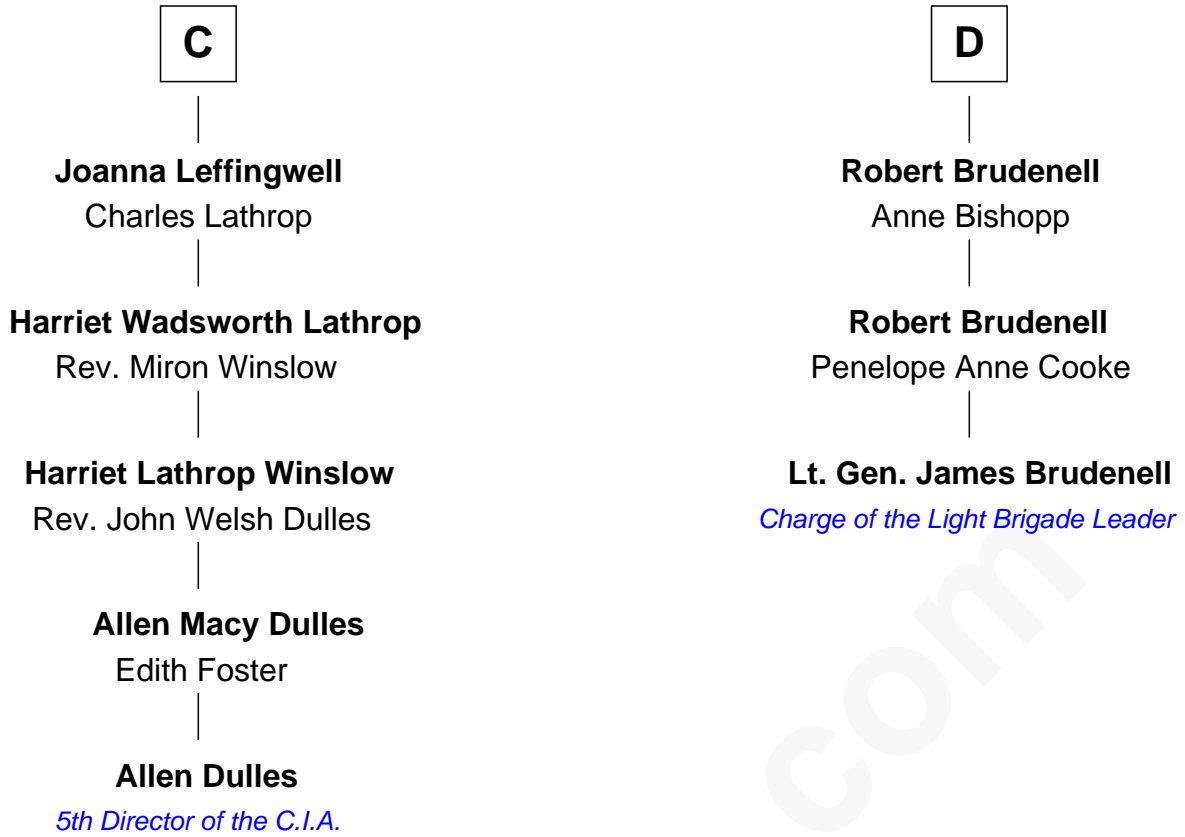 C
Joanna Leffingwell
Charles Lathrop
Harriet Wadsworth Lathrop
Rev. Miron Winslow
Harriet Lathrop Winslow
Rev. John Welsh Dulles
Allen Macy Dulles
Edith Foster
Allen Dulles
5th Director of the C.I.A.
D
Robert Brudenell
Anne Bishopp
Robert Brudenell
Penelope Anne Cooke
Lt. Gen. James Brudenell
Charge of the Light Brigade Leader
com